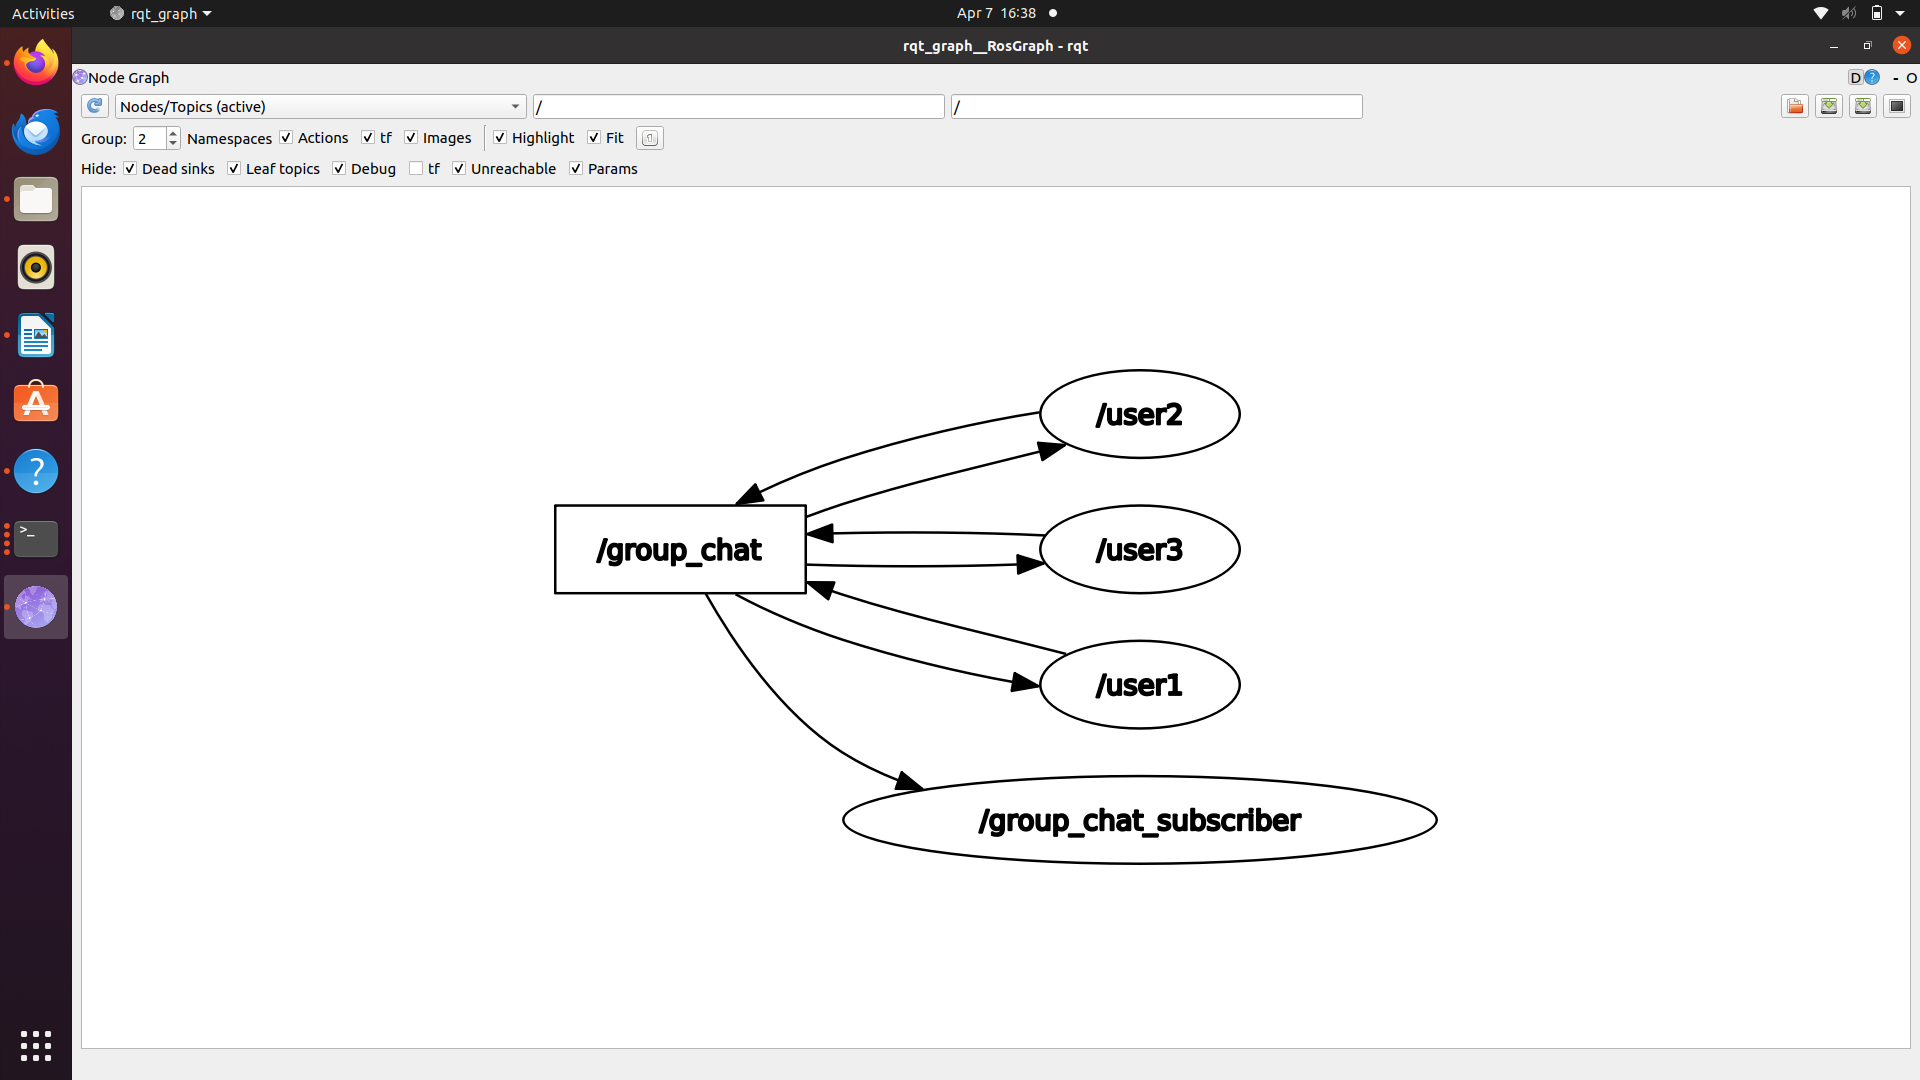 Activities rqt_graph Apr 7 16:38
rqt_graph__RosGraph - rqt
Node Graph D ? - O
Nodes/Topics (active) / /
Group: 2 Namespaces Actions tf Images Highlight Fit
Hide: Dead sinks Leaf topics Debug tf Unreachable Params
/user2
/group_chat /user3
/user1
/group_chat_subscriber